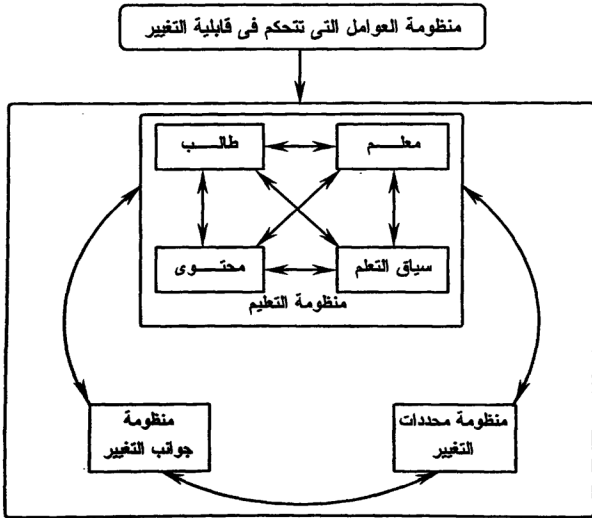 منظومة العوامل التى تتحكم فى قابلية التغيير
معلـــم
طالـــب
سياق التعلم
محتـــوى
منظومة التعليم
منظومة محددات
التغيير
منظومة
جوانب التغيير